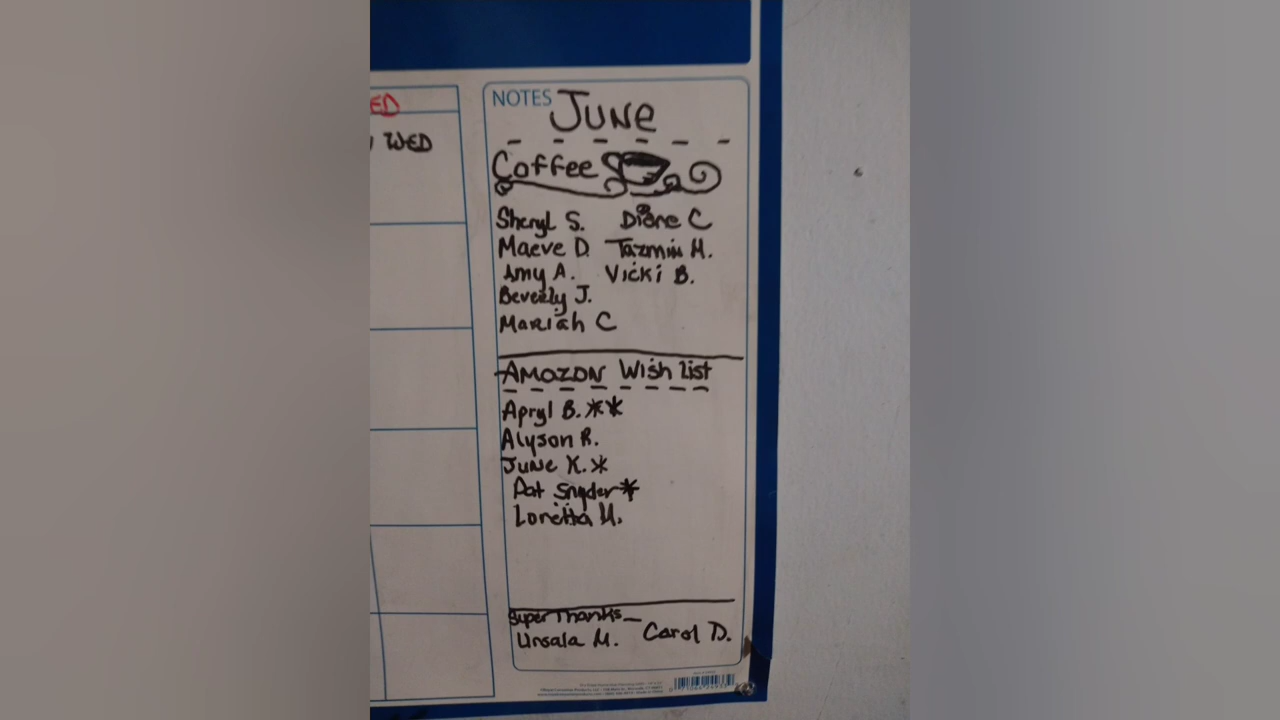 ED
WED
NOTES JUNE
Coffee
Sheryl S. Diane C
Maeve D. Tazmin M.
Amy A. Vicki B.
Beverly J.
Mariah C
AMAZON Wish list
Apryl B.**
Alyson R.
June K.*
Pat Snyder*
Loretta M.
Super Thanks
Ursala M. Carol D.